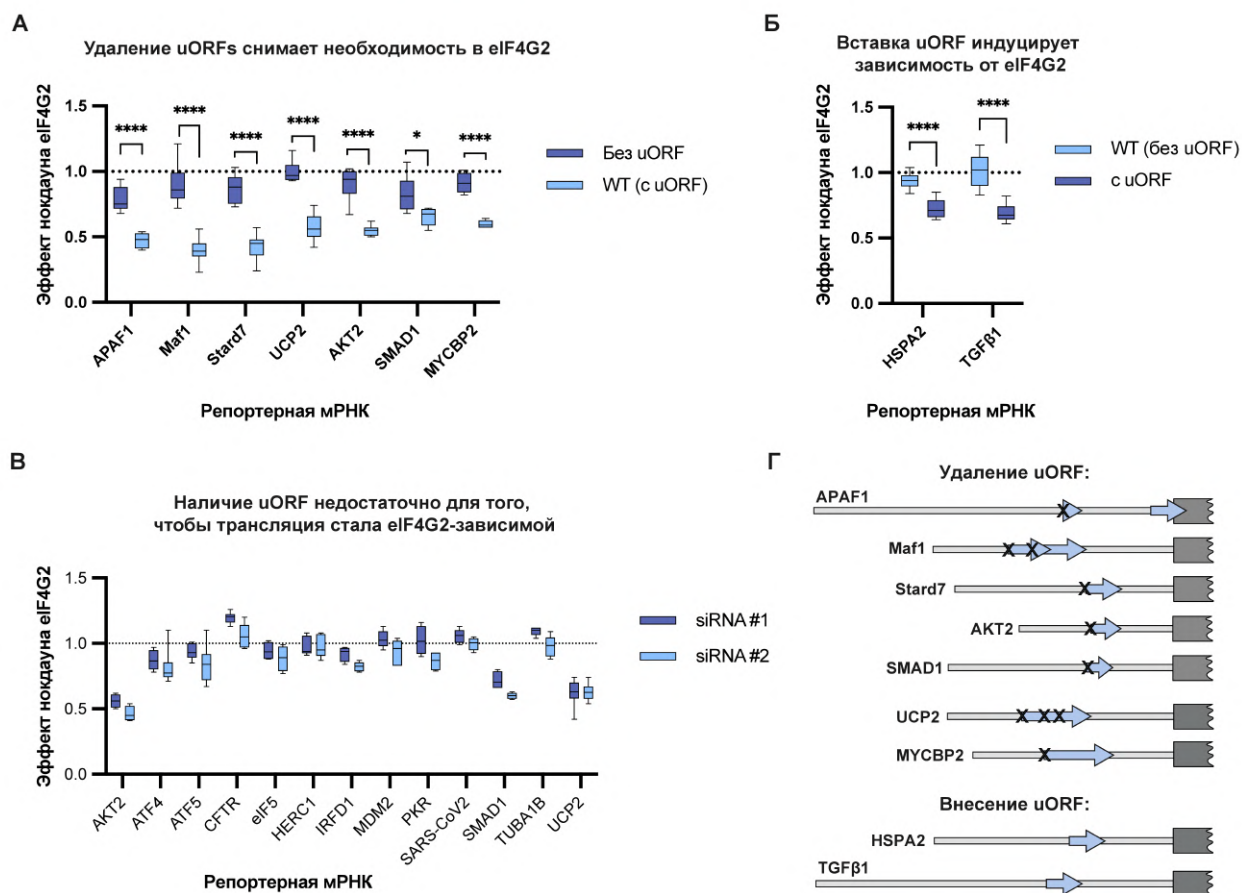 А
Удаление uORFs снимает необходимость в eIF4G2
Эффект нокдауна eIF4G2
1.5
1.0
0.5
0.0
****
****
****
****
****
*
****
APAF1
Maf1
Stard7
UCP2
AKT2
SMAD1
MYCBP2
Репортерная мРНК
Без uORF
WT (с uORF)
Б
Вставка uORF индуцирует
зависимость от eIF4G2
Эффект нокдауна eIF4G2
1.5
1.0
0.5
0.0
****
****
HSPA2
TGFβ1
Репортерная мРНК
WT (без uORF)
с uORF
В
Наличие uORF недостаточно для того,
чтобы трансляция стала eIF4G2-зависимой
Эффект нокдауна eIF4G2
1.5
1.0
0.5
0.0
AKT2
ATF4
ATF5
CFTR
eIF5
HERC1
IRFD1
MDM2
PKR
SARS-CoV2
SMAD1
TUBA1B
UCP2
Репортерная мРНК
siRNA #1
siRNA #2
Г
Удаление uORF:
APAF1
X
Maf1
X X
Stard7
X
AKT2
X
SMAD1
X
UCP2
X X X
MYCBP2
X
Внесение uORF:
HSPA2
TGFβ1